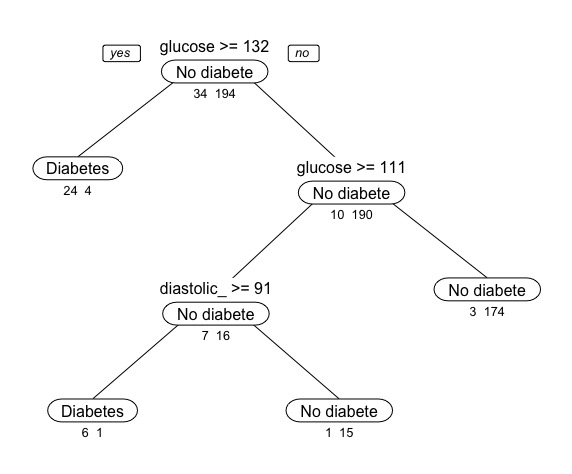 yes glucose >= 132 no
No diabete
34 194
Diabetes
24 4
glucose >= 111
No diabete
10 190
diastolic_ >= 91
No diabete
7 16
No diabete
3 174
Diabetes
6 1
No diabete
1 15